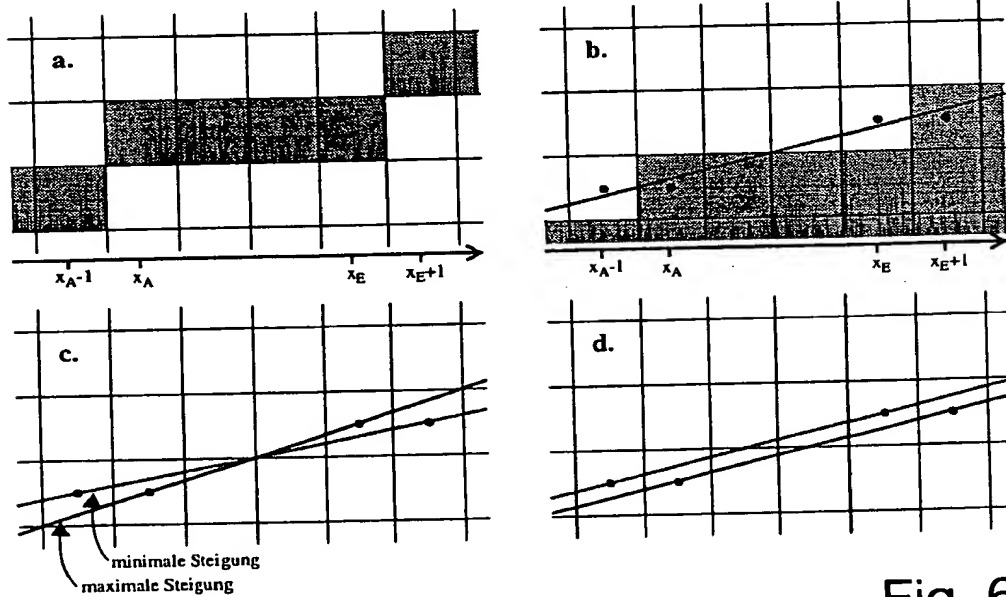 a.
x_A-1 x_A x_E x_E+1
b.
x_A-1 x_A x_E x_E+1
c.
minimale Steigung
maximale Steigung
d.
Fig. 6